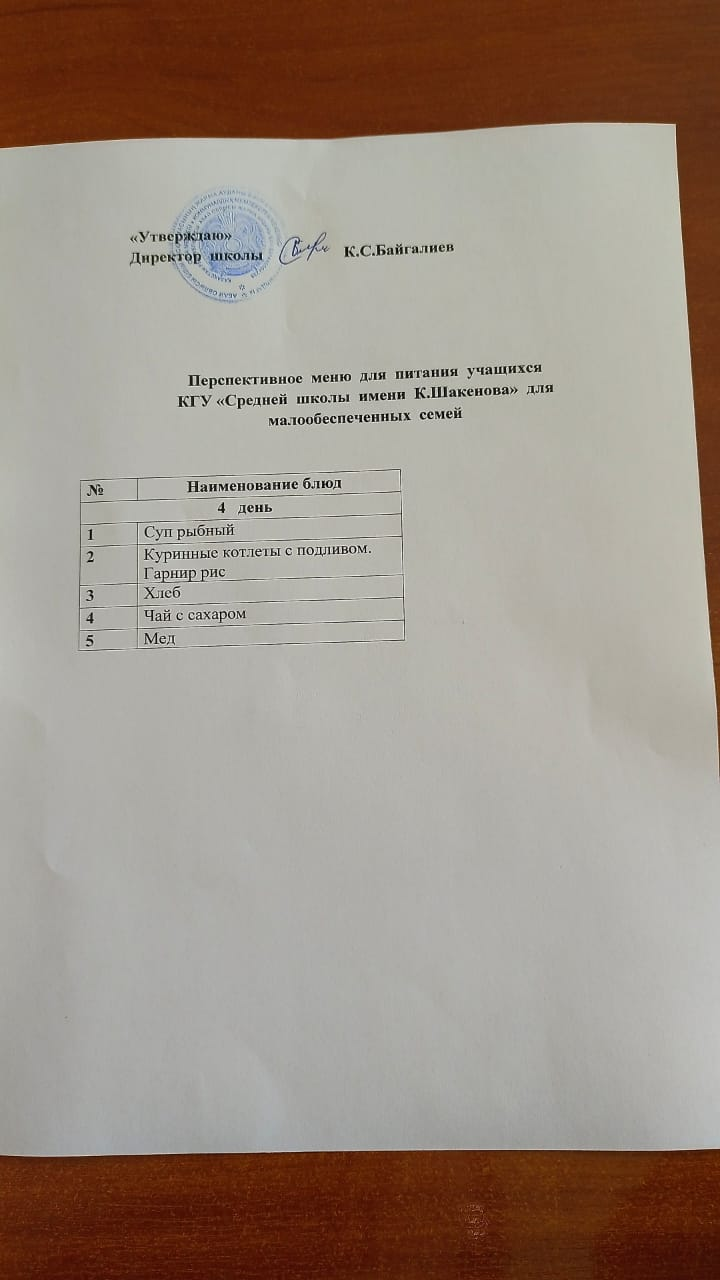 «Утверждаю»
Директор школы К.С.Байгалиев
Перспективное меню для питания учащихся
КГУ «Средней школы имени К.Шакенова» для
малообеспеченных семей
№ Наименование блюд
4 день
1 Суп рыбный
2 Куринные котлеты с подливом.
Гарнир рис
3 Хлеб
4 Чай с сахаром
5 Мед